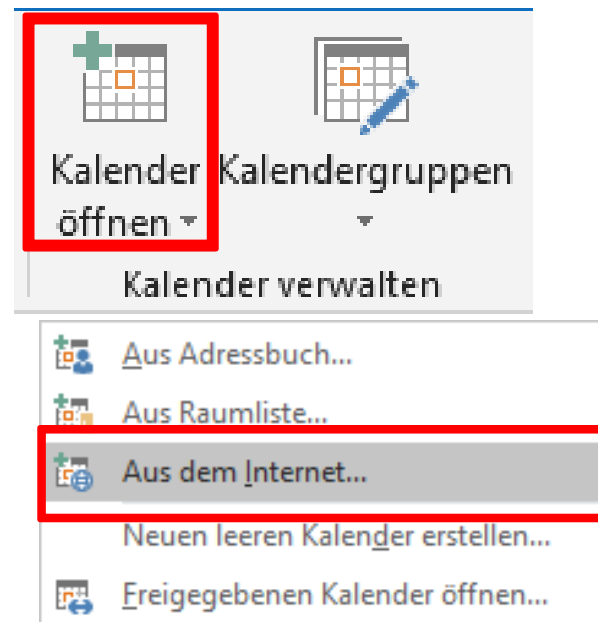 Kalender Kalendergruppen
öffnen
Kalender verwalten
Aus Adressbuch...
Aus Raumliste...
Aus dem Internet...
Neuen leeren Kalender erstellen...
Freigegebenen Kalender öffnen...